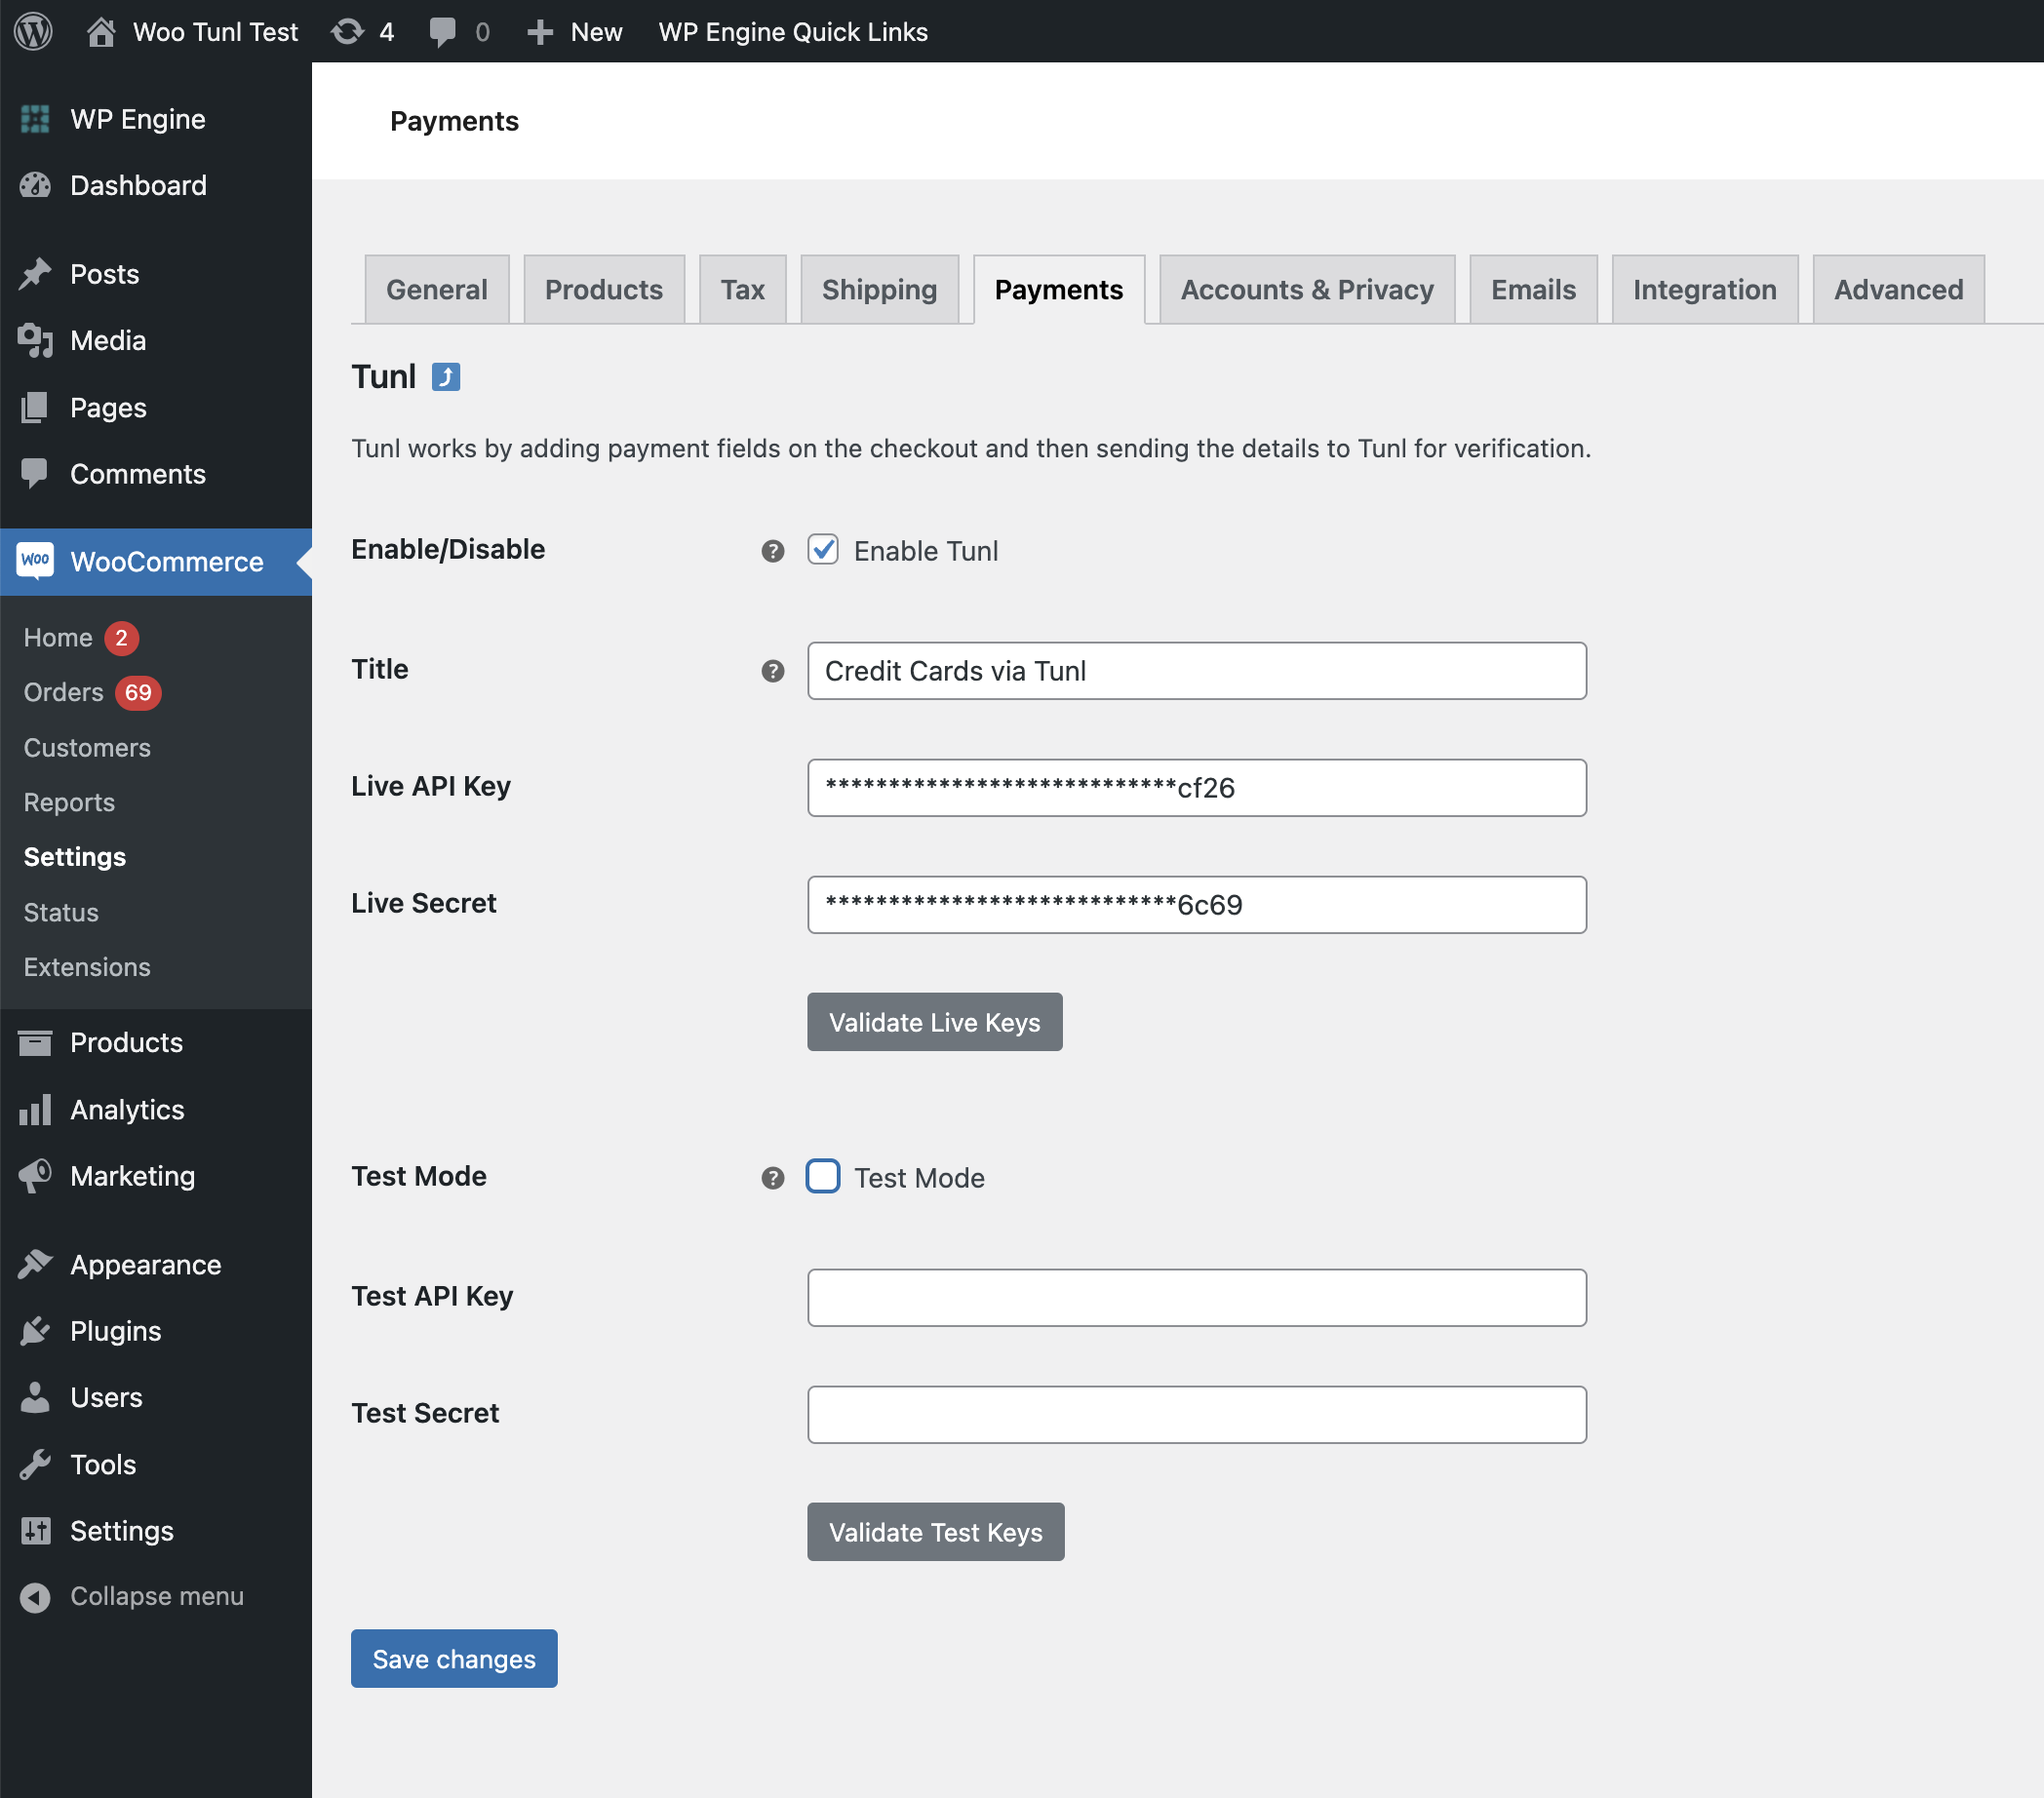 Woo Tunl Test 4 0 New WP Engine Quick Links
WP Engine
Dashboard
Posts
Media
Pages
Comments
Woo WooCommerce
Home 2
Orders 69
Customers
Reports
Settings
Status
Extensions
Products
Analytics
Marketing
Appearance
Plugins
Users
Tools
Settings
Collapse menu
Payments
General Products Tax Shipping Payments Accounts & Privacy Emails Integration Advanced
Tunl
Tunl works by adding payment fields on the checkout and then sending the details to Tunl for verification.
Enable/Disable ? Enable Tunl
Title ? Credit Cards via Tunl
Live API Key ****************************cf26
Live Secret ****************************6c69
Validate Live Keys
Test Mode ? Test Mode
Test API Key
Test Secret
Validate Test Keys
Save changes